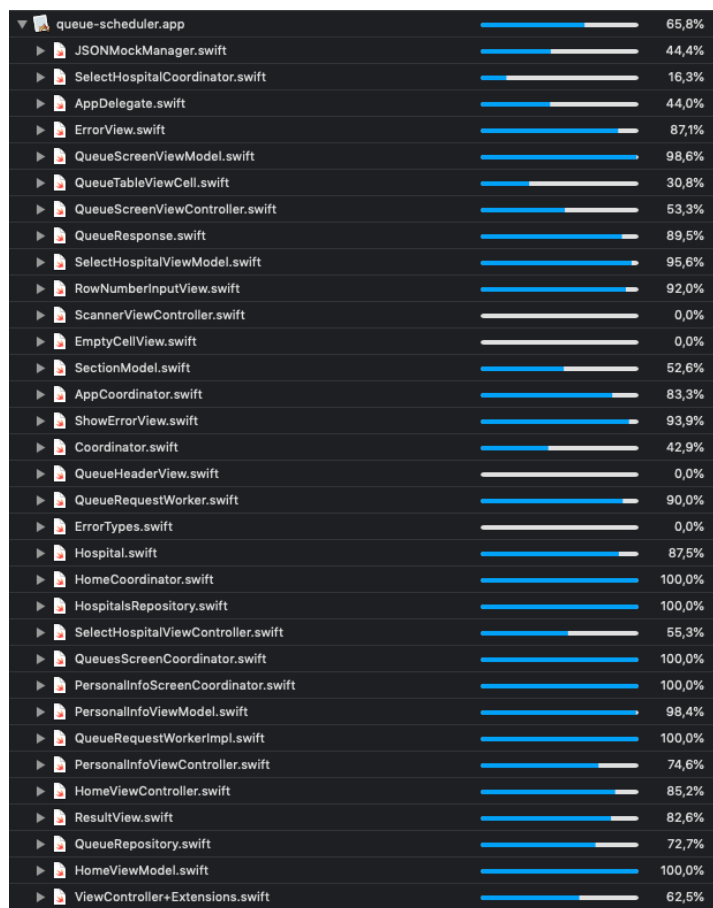 queue-scheduler.app 65,8%
JSONMockManager.swift 44,4%
SelectHospitalCoordinator.swift 16,3%
AppDelegate.swift 44,0%
ErrorView.swift 87,1%
QueueScreenViewModel.swift 98,6%
QueueTableViewCell.swift 30,8%
QueueScreenViewController.swift 53,3%
QueueResponse.swift 89,5%
SelectHospitalViewModel.swift 95,6%
RowNumberInputView.swift 92,0%
ScannerViewController.swift 0,0%
EmptyCellView.swift 0,0%
SectionModel.swift 52,6%
AppCoordinator.swift 83,3%
ShowErrorView.swift 93,9%
Coordinator.swift 42,9%
QueueHeaderView.swift 0,0%
QueueRequestWorker.swift 90,0%
ErrorTypes.swift 0,0%
Hospital.swift 87,5%
HomeCoordinator.swift 100,0%
HospitalsRepository.swift 100,0%
SelectHospitalViewController.swift 55,3%
QueuesScreenCoordinator.swift 100,0%
PersonalInfoScreenCoordinator.swift 100,0%
PersonalInfoViewModel.swift 98,4%
QueueRequestWorkerImpl.swift 100,0%
PersonalInfoViewController.swift 74,6%
HomeViewController.swift 85,2%
ResultView.swift 82,6%
QueueRepository.swift 72,7%
HomeViewModel.swift 100,0%
ViewController+Extensions.swift 62,5%